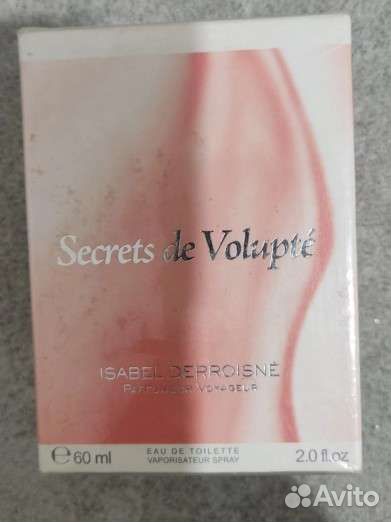 Secrets de Volupté
ISABEL DERROISNÉ
PARFUMEUR VOYAGEUR
EAU DE TOILETTE
℮60 ml VAPORISATEUR SPRAY 2.0 fl.oz
Avito